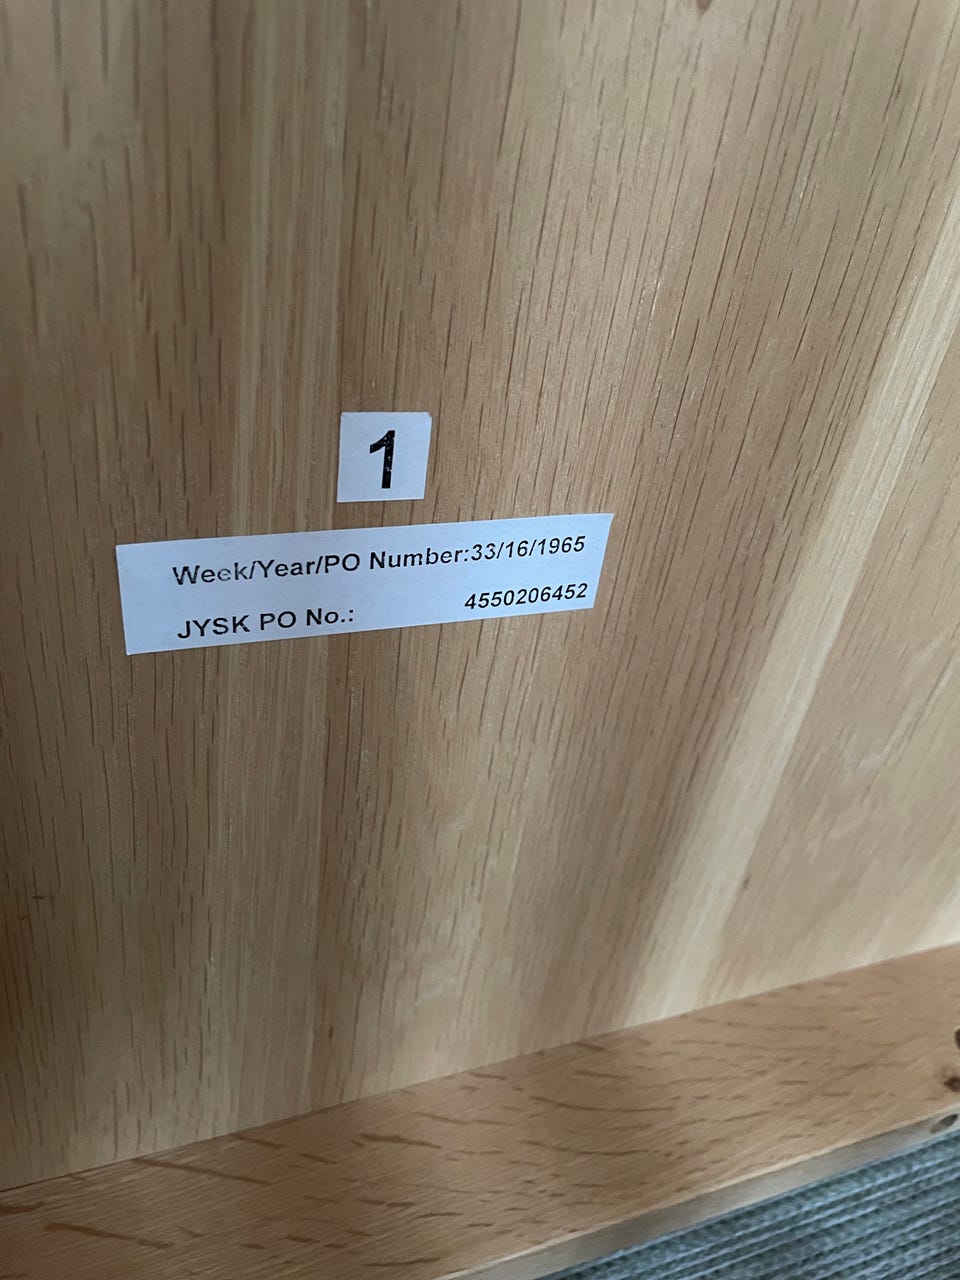 1
Week/Year/PO Number:33/16/1965
JYSK PO No.: 4550206452